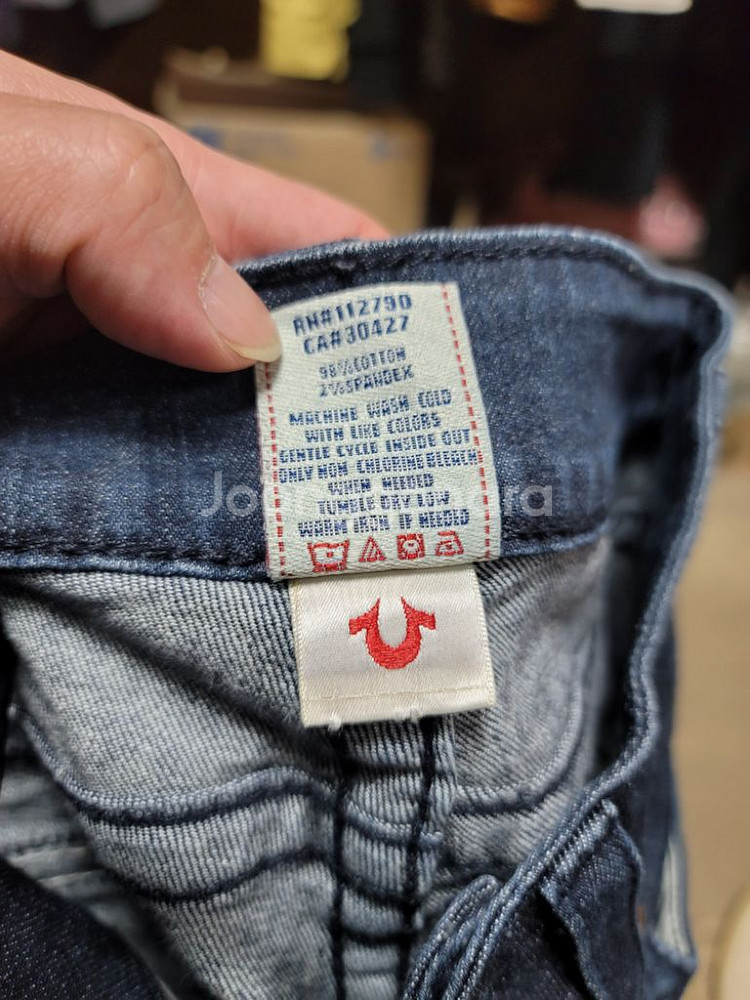 RN#112790
CA#30427
98%COTTON
2%SPANDEX
MACHINE WASH COLD
WITH LIKE COLORS
GENTLE CYCLE INSIDE OUT
ONLY NON CHLORINE BLEECH
WHEN NEEDED
TUMBLE DRY LOW
WARM IRON IF NEEDED